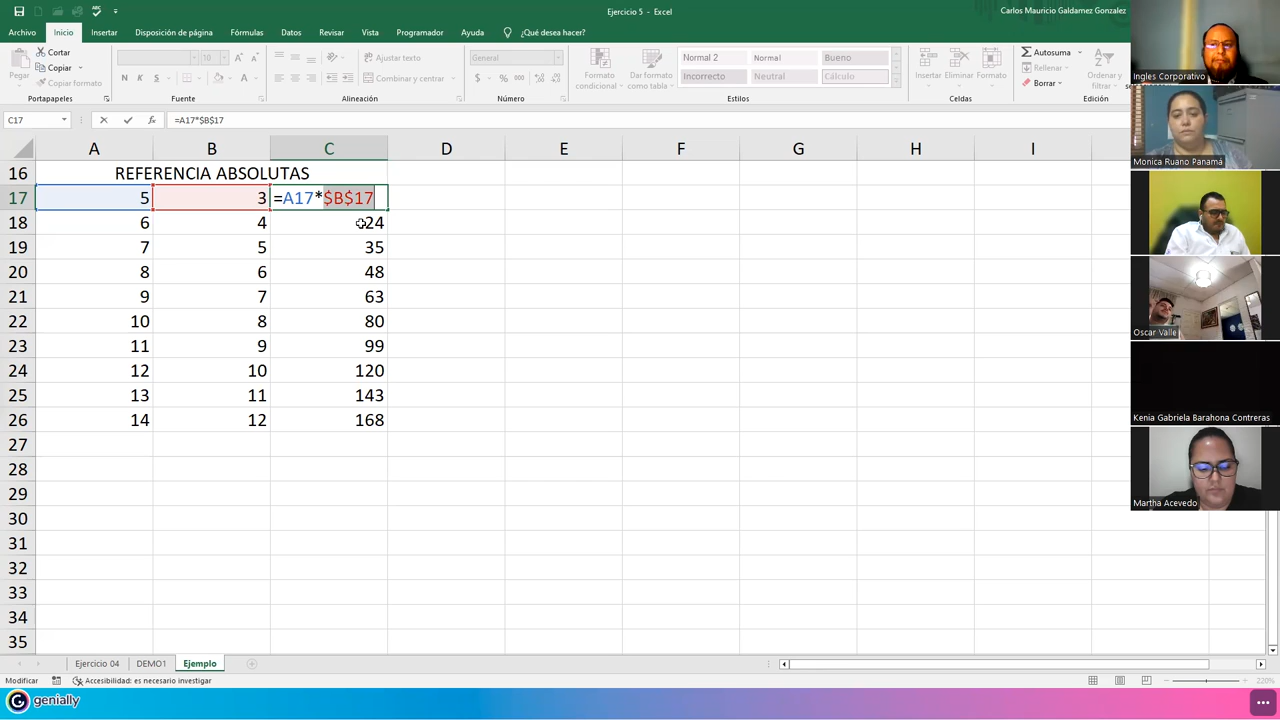 Ejercicio 5 - Excel
Carlos Mauricio Galdamez Gonzalez
Archivo Inicio Insertar Disposición de página Fórmulas Datos Revisar Vista Programador Ayuda ¿Qué desea hacer?
Pegar
Cortar
Copiar
Copiar formato
Portapapeles
10
N K S
Fuente
Ajustar texto
Combinar y centrar
Alineación
General
$ % 000
Número
Formato condicional
Dar formato como tabla
Normal 2 Normal Bueno
Incorrecto Cálculo
Estilos
Insertar Eliminar Formato
Celdas
Autosuma
Rellenar
Borrar
Ordenar y
Edición
C17 fx =A17*$B$17
A B C D E F G H I
16 REFERENCIA ABSOLUTAS
17 5 3 =A17*$B$17
18 6 4 24
19 7 5 35
20 8 6 48
21 9 7 63
22 10 8 80
23 11 9 99
24 12 10 120
25 13 11 143
26 14 12 168
27
28
29
30
31
32
33
34
35
Ejercicio 04 DEMO1 Ejemplo
Modificar Accesibilidad: es necesario investigar 220%
genially
Ingles Corporativo
Monica Ruano Panamá
Oscar Valle
Kenia Gabriela Barahona Contreras
Martha Acevedo